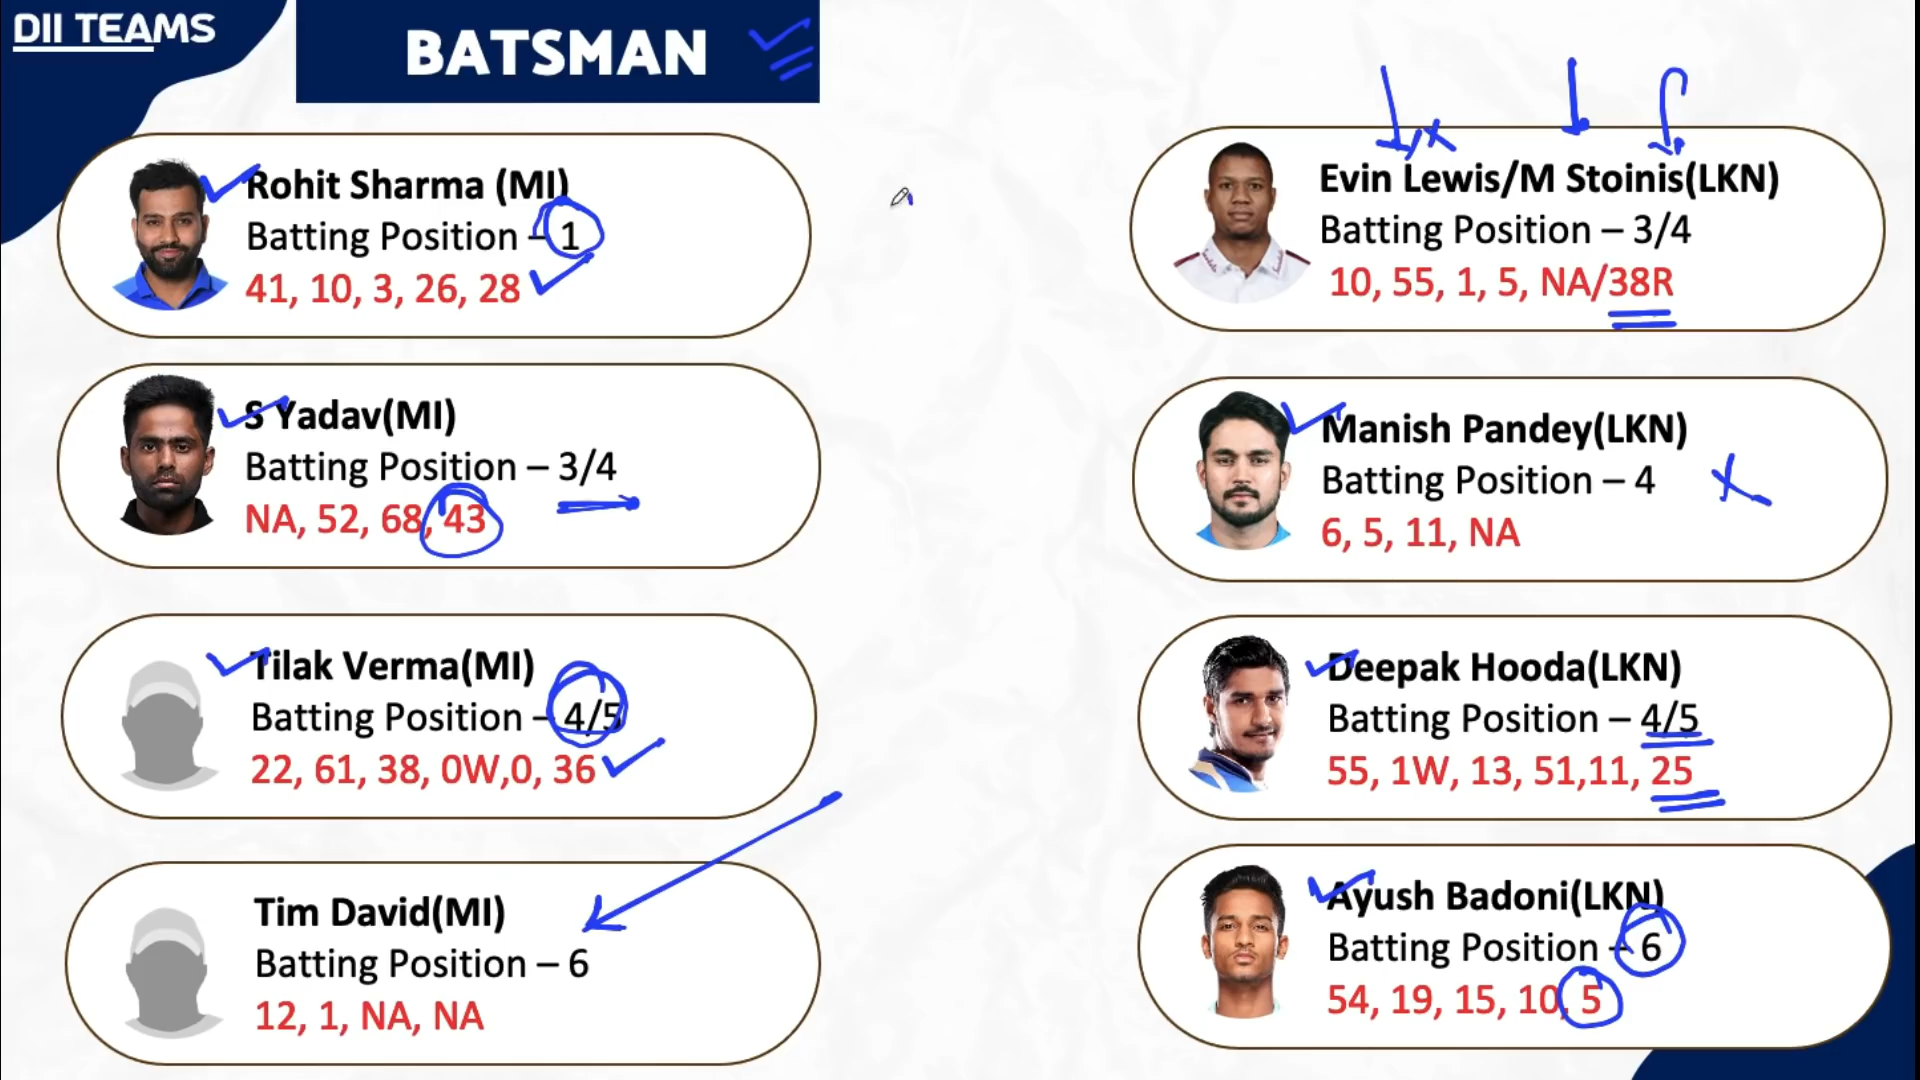 DII TEAMS
BATSMAN
Rohit Sharma (MI)
Batting Position – 1
41, 10, 3, 26, 28
S Yadav(MI)
Batting Position – 3/4
NA, 52, 68, 43
Tilak Verma(MI)
Batting Position – 4/5
22, 61, 38, 0W,0, 36
Tim David(MI)
Batting Position – 6
12, 1, NA, NA
Evin Lewis/M Stoinis(LKN)
Batting Position – 3/4
10, 55, 1, 5, NA/38R
Manish Pandey(LKN)
Batting Position – 4
6, 5, 11, NA
Deepak Hooda(LKN)
Batting Position – 4/5
55, 1W, 13, 51,11, 25
Ayush Badoni(LKN)
Batting Position – 6
54, 19, 15, 10, 5